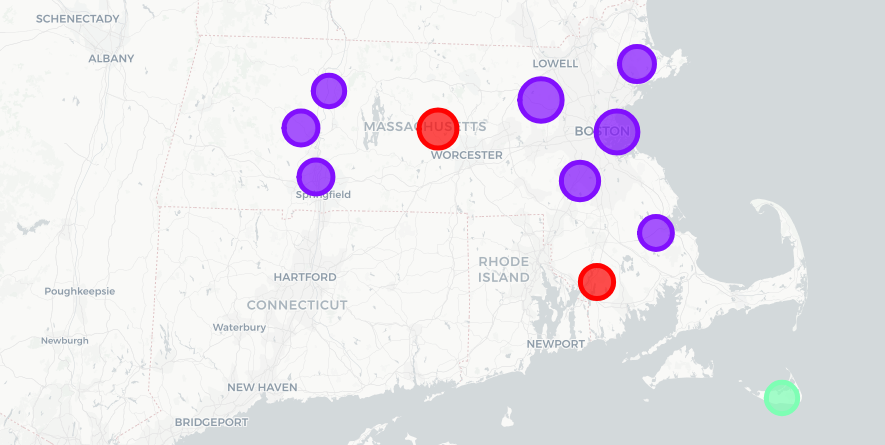 SCHENECTADY
ALBANY
LOWELL
MASSACHUSETTS
BOSTON
WORCESTER
Springfield
RHODE
ISLAND
HARTFORD
CONNECTICUT
Poughkeepsie
Waterbury
Newburgh
NEWPORT
NEW HAVEN
BRIDGEPORT